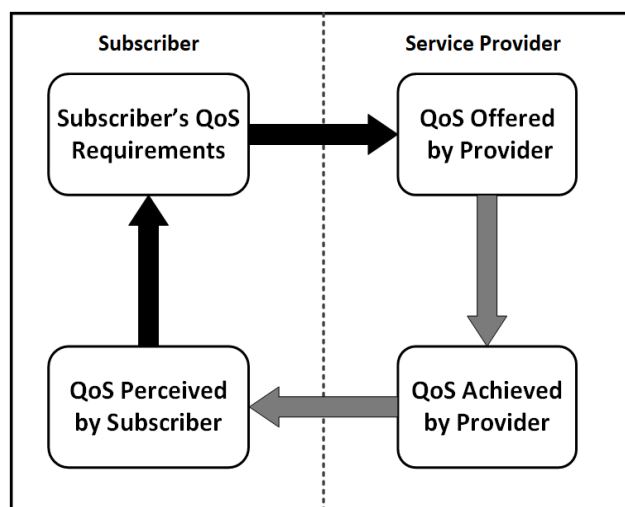 Subscriber
Service Provider
Subscriber's QoS
Requirements
QoS Offered
by Provider
QoS Perceived
by Subscriber
QoS Achieved
by Provider